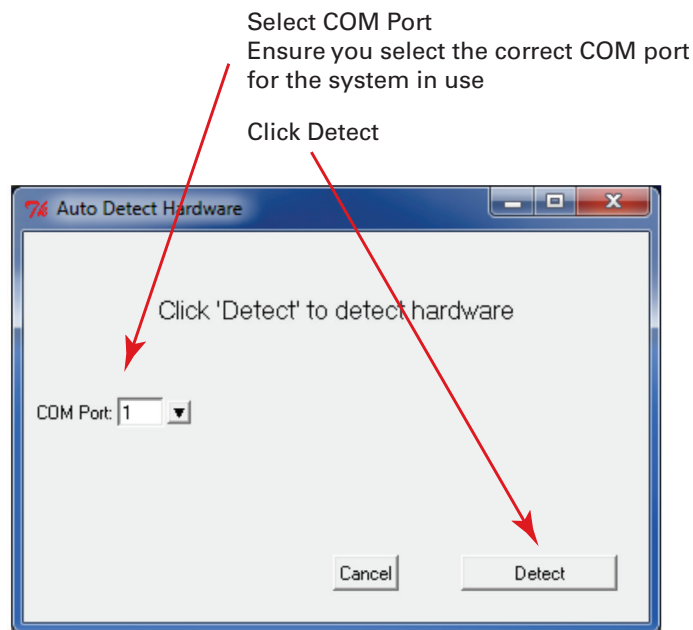 Select COM Port
Ensure you select the correct COM port
for the system in use
Click Detect
Auto Detect Hardware
Click 'Detect' to detect hardware
COM Port: 1
Cancel
Detect